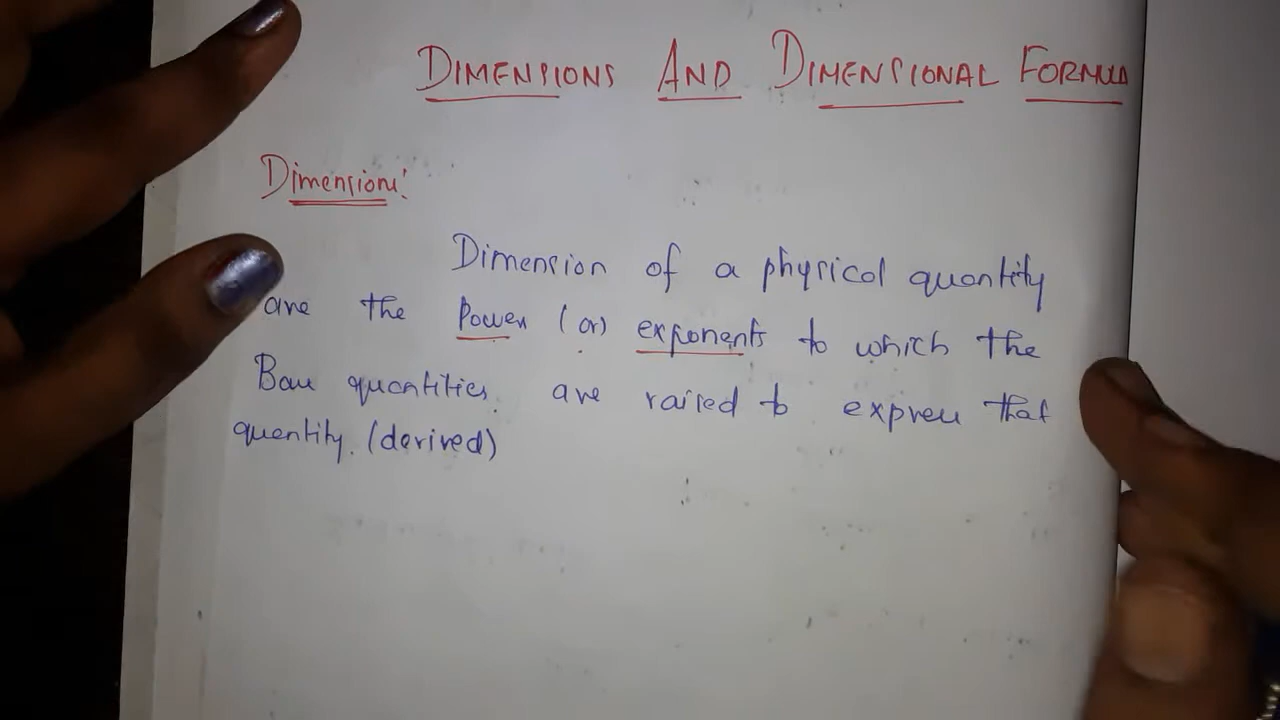 DIMENSIONS AND DIMENSIONAL FORMULA
Dimension:
Dimension of a physical quantity
are the power (or) exponents to which the
Base quantities are raised to express that
quantity. (derived)